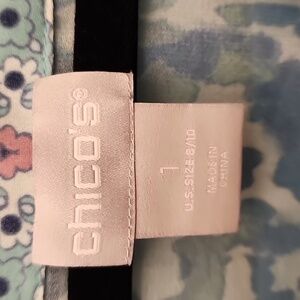 chico's®
1
U.S. SIZE 8/10
MADE IN
CHINA